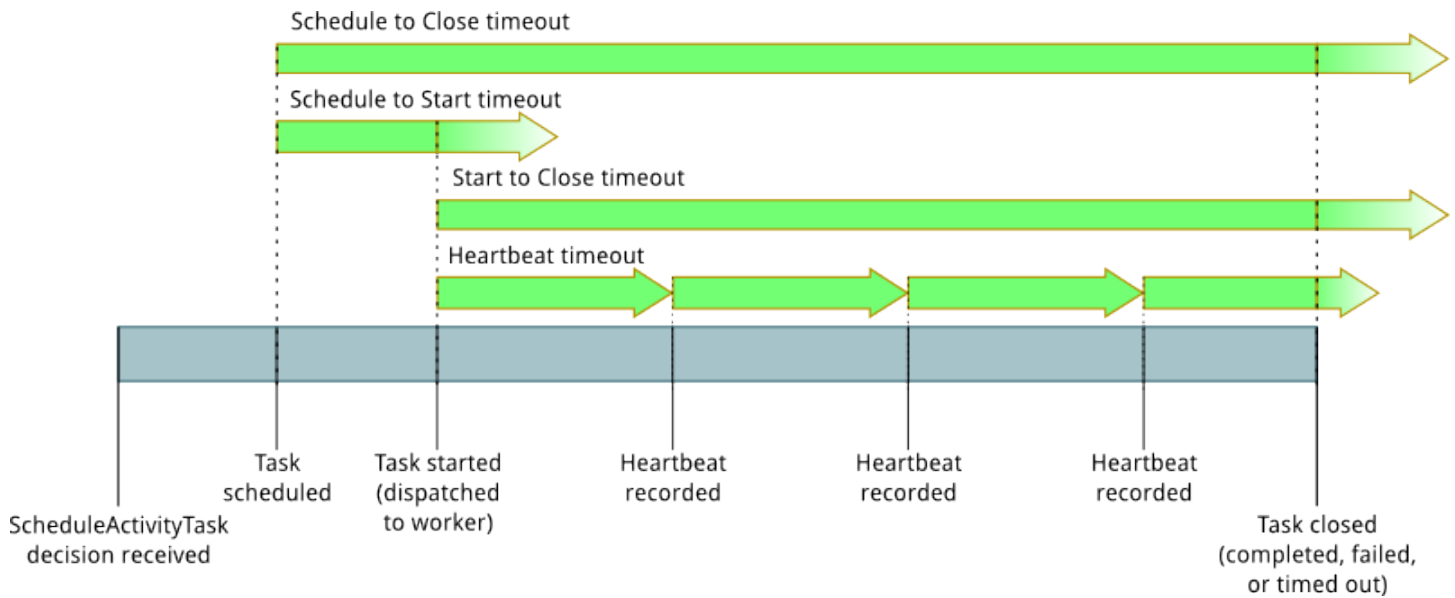 Schedule to Close timeout
Schedule to Start timeout
Start to Close timeout
Heartbeat timeout
Task
scheduled
Task started
(dispatched
to worker)
Heartbeat
recorded
Heartbeat
recorded
Heartbeat
recorded
ScheduleActivityTask
decision received
Task closed
(completed, failed,
or timed out)